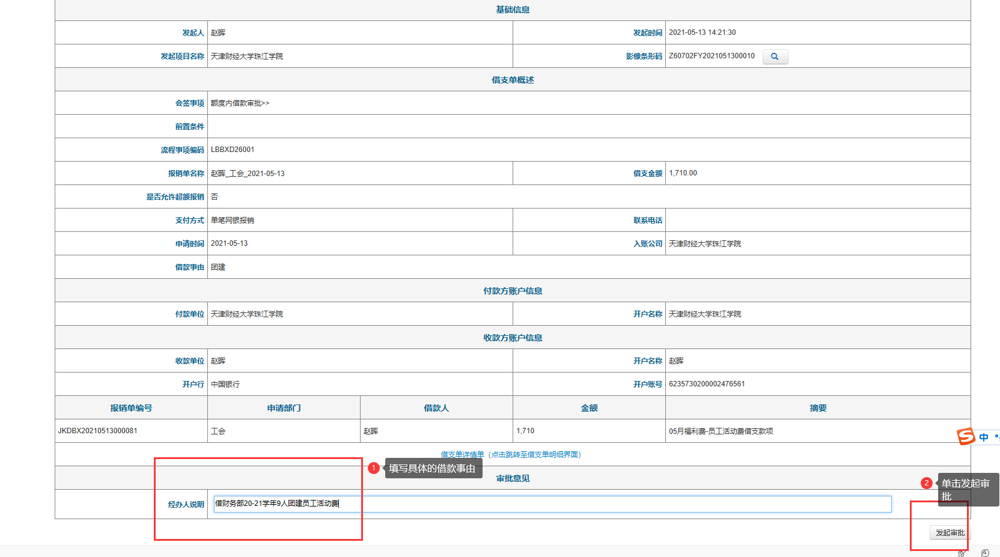 基础信息
发起人 赵晖 发起时间 2021-05-13 14:21:30
发起项目名称 天津财经大学珠江学院 影像条形码 Z60702FY2021051300010
借支单概述
会签事项 额度内借款审批>>
前置条件
流程事项编码 LBBXD26001
报销单名称 赵晖_工会_2021-05-13 借支金额 1,710.00
是否允许超额报销 否
支付方式 单笔网银报销 联系电话
申请时间 2021-05-13 入账公司 天津财经大学珠江学院
借款事由 团建
付款方账户信息
付款单位 天津财经大学珠江学院 开户名称 天津财经大学珠江学院
收款方账户信息
收款单位 赵晖 开户名称 赵晖
开户行 中国银行 开户账号 6235730200002476561
报销单编号 申请部门 借款人 金额 摘要
JKDBX20210513000081 工会 赵晖 1,710 05月福利费-员工活动费借支款项
借支单详情单（点击跳转至借支单明细界面）
1 填写具体的借款事由
审批意见
2 单击发起审
批
经办人说明 借财务部20-21学年9人团建员工活动费
发起审批
S 中